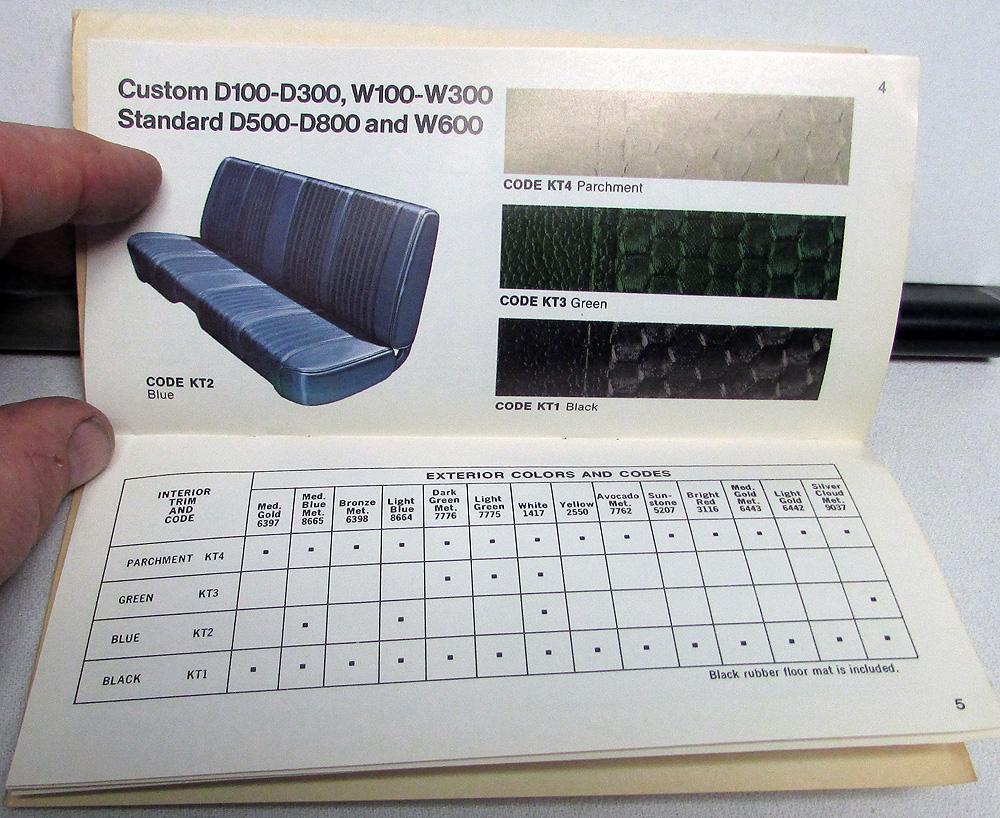 4
Custom D100-D300, W100-W300
Standard D500-D800 and W600
CODE KT4 Parchment
CODE KT3 Green
CODE KT1 Black
CODE KT2
Blue
EXTERIOR COLORS AND CODES
INTERIOR
TRIM
AND
CODE
Med.
Gold
6397
Med.
Blue
Met.
8665
Bronze
Met.
6398
Light
Blue
8664
Dark
Green
Met.
7776
Light
Green
7775
White
1417
Yellow
2550
Avocado
Met.
7762
Sun-
stone
5207
Bright
Red
3116
Med.
Gold
Met.
6443
Light
Gold
6442
Silver
Cloud
Met.
9037
PARCHMENT KT4
GREEN KT3
BLUE KT2
BLACK KT1
Black rubber floor mat is included.
5